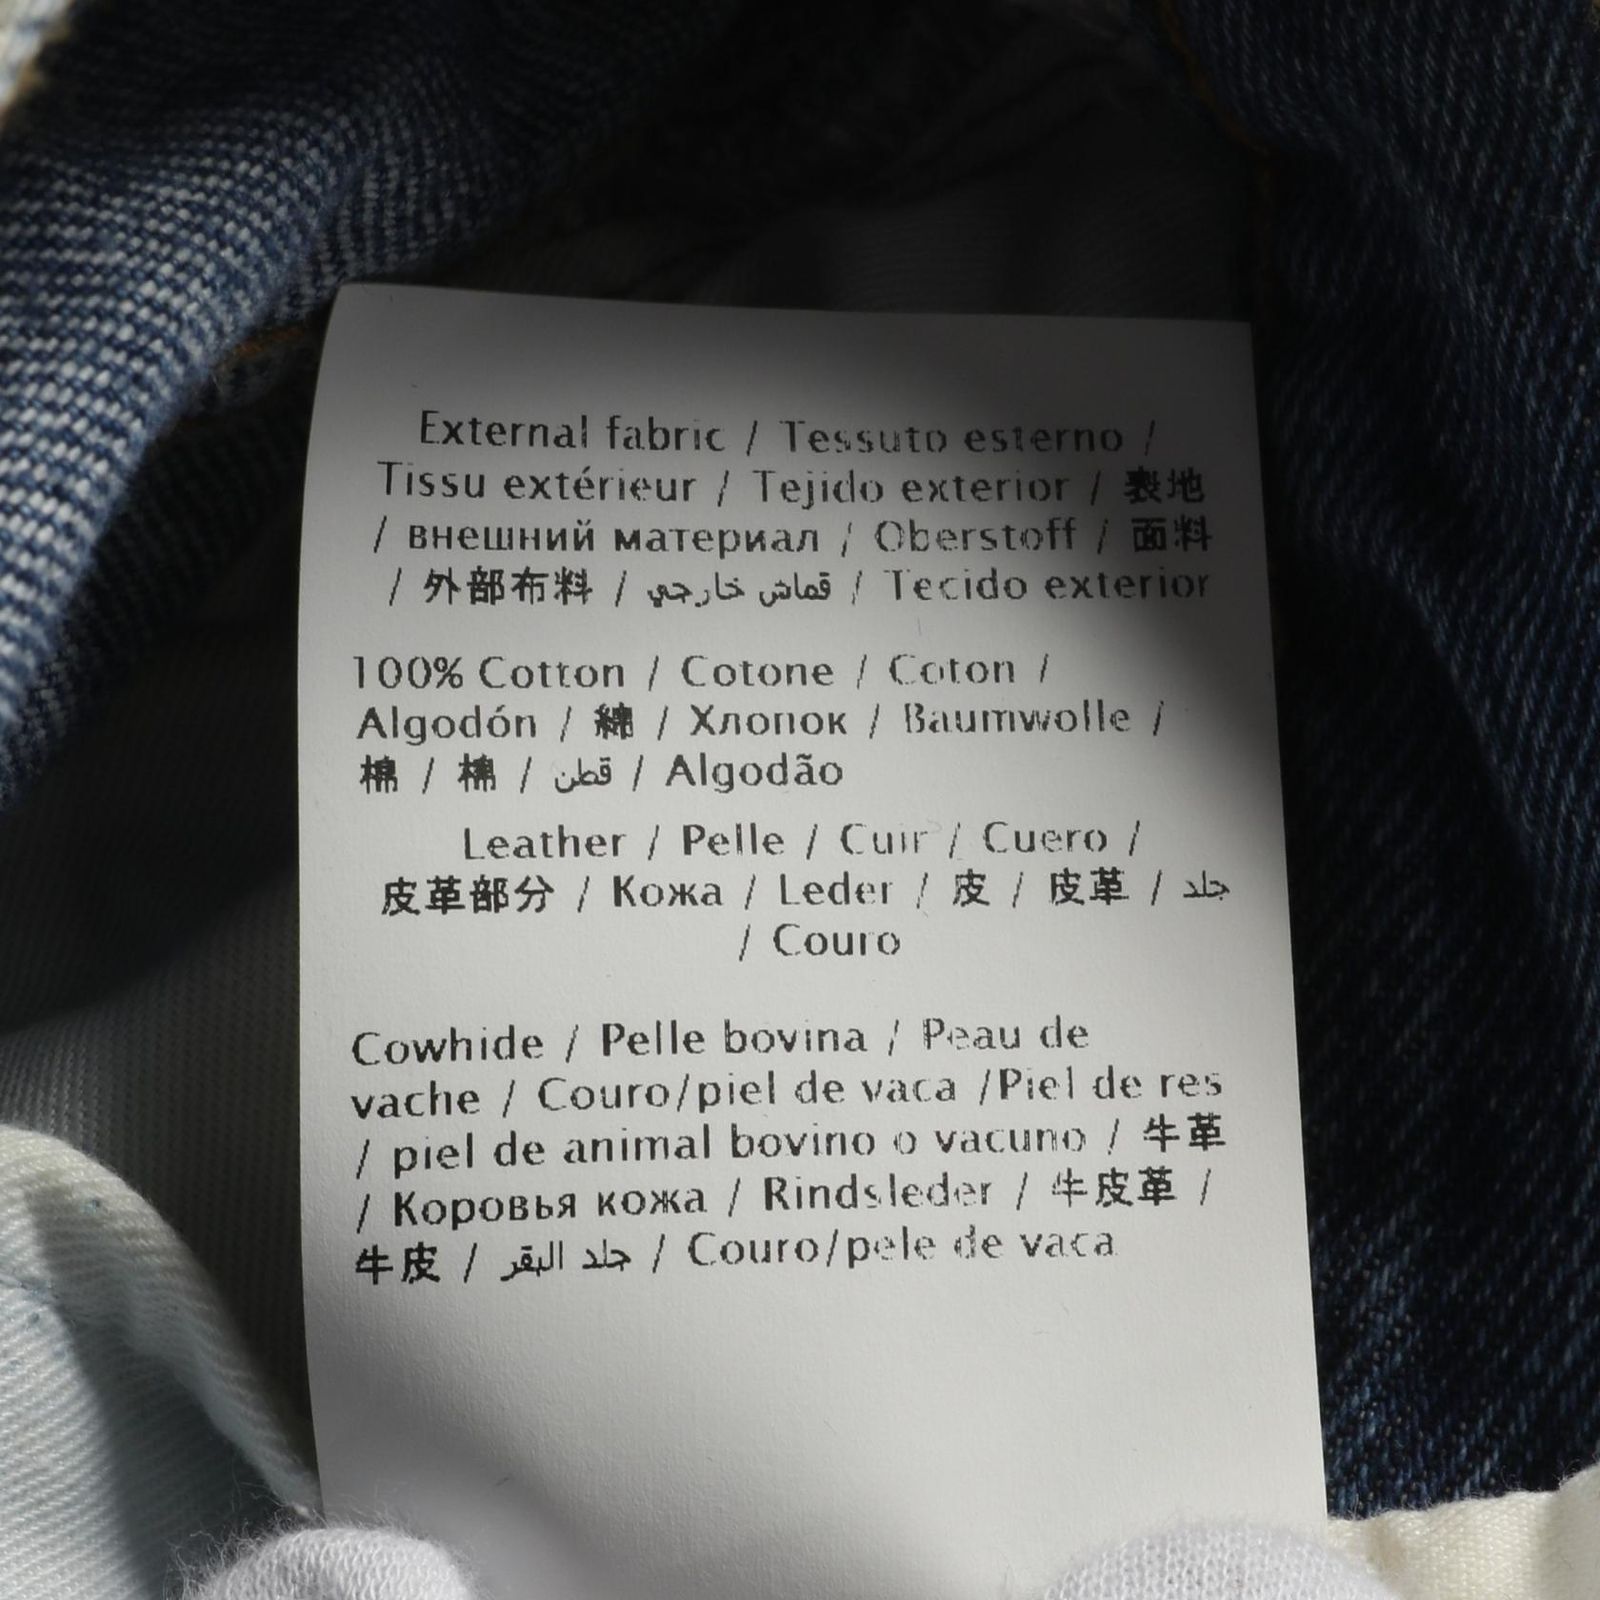 External fabric / Tessuto esterno /
Tissu extérieur / Tejido exterior / 表地
/ внешний материал / Oberstoff / 面料
/ 外部布料 / قماش خارجي / Tecido exterior
100% Cotton / Cotone / Coton /
Algodón / 綿 / Хлопок / Baumwolle /
棉 / 棉 / قطن / Algodão
Leather / Pelle / Cuir / Cuero /
皮革部分 / Кожа / Leder / 皮 / 皮革 / جلد
/ Couro
Cowhide / Pelle bovina / Peau de
vache / Couro/piel de vaca /Piel de res
/ piel de animal bovino o vacuno / 牛革
/ Коровья кожа / Rindsleder / 牛皮革 /
牛皮 / جلد البقر / Couro/pele de vaca